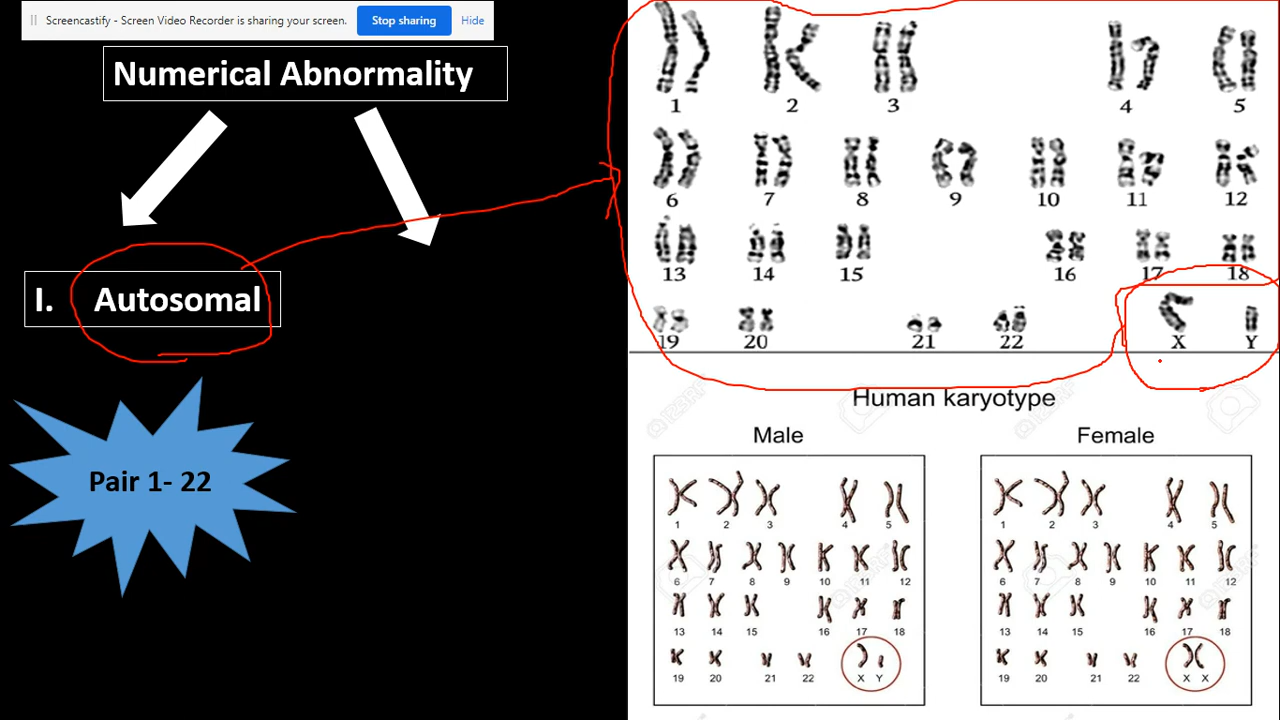 Screencastify - Screen Video Recorder is sharing your screen. Stop sharing Hide
Numerical Abnormality
I. Autosomal
Pair 1- 22
1 2 3 4 5
6 7 8 9 10 11 12
13 14 15 16 17 18
19 20 21 22 X Y
Human karyotype
Male
1 2 3 4 5
6 7 8 9 10 11 12
13 14 15 16 17 18
19 20 21 22 X Y
Female
1 2 3 4 5
6 7 8 9 10 11 12
13 14 15 16 17 18
19 20 21 22 X X